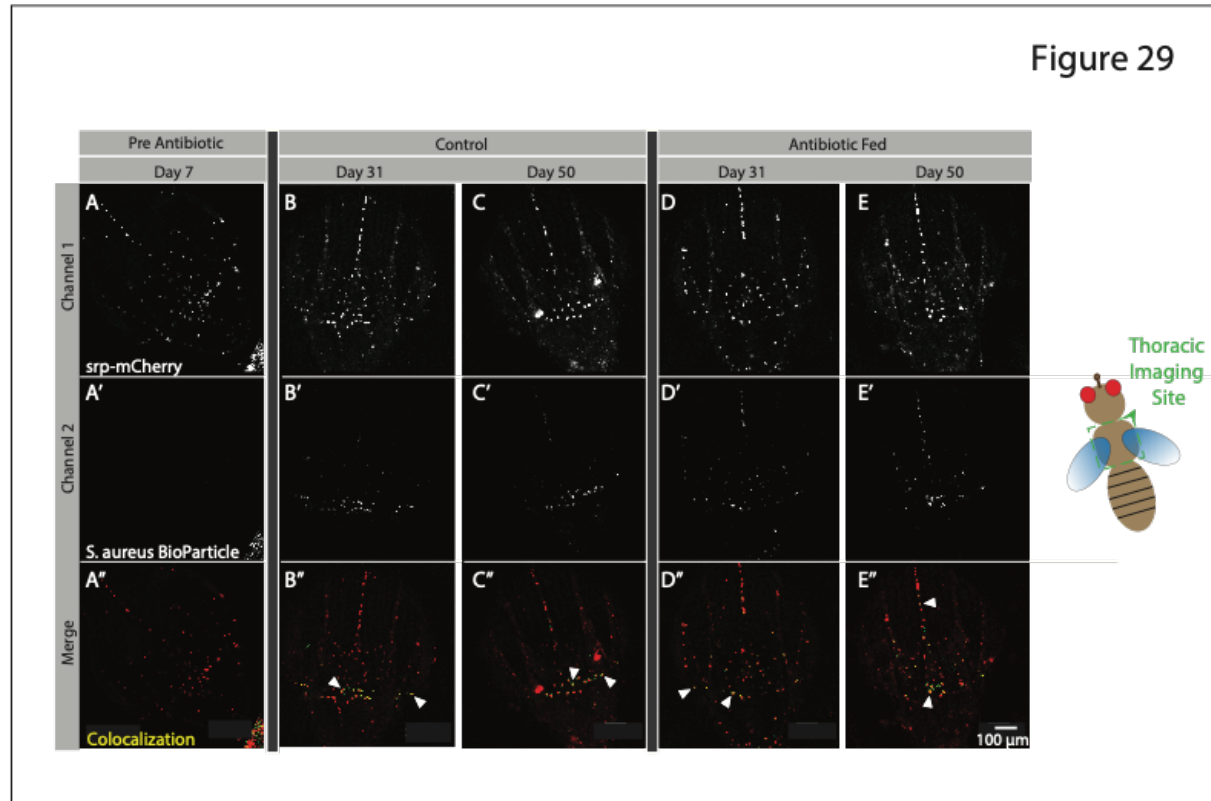 Figure 29
Pre Antibiotic
Control
Antibiotic Fed
Day 7
Day 31
Day 50
Day 31
Day 50
Channel 1
A
B
C
D
E
srp-mCherry
Thoracic
Imaging
Site
Channel 2
A'
B'
C'
D'
E'
S. aureus BioParticle
Merge
A"
B"
C"
D"
E"
Colocalization
100 µm